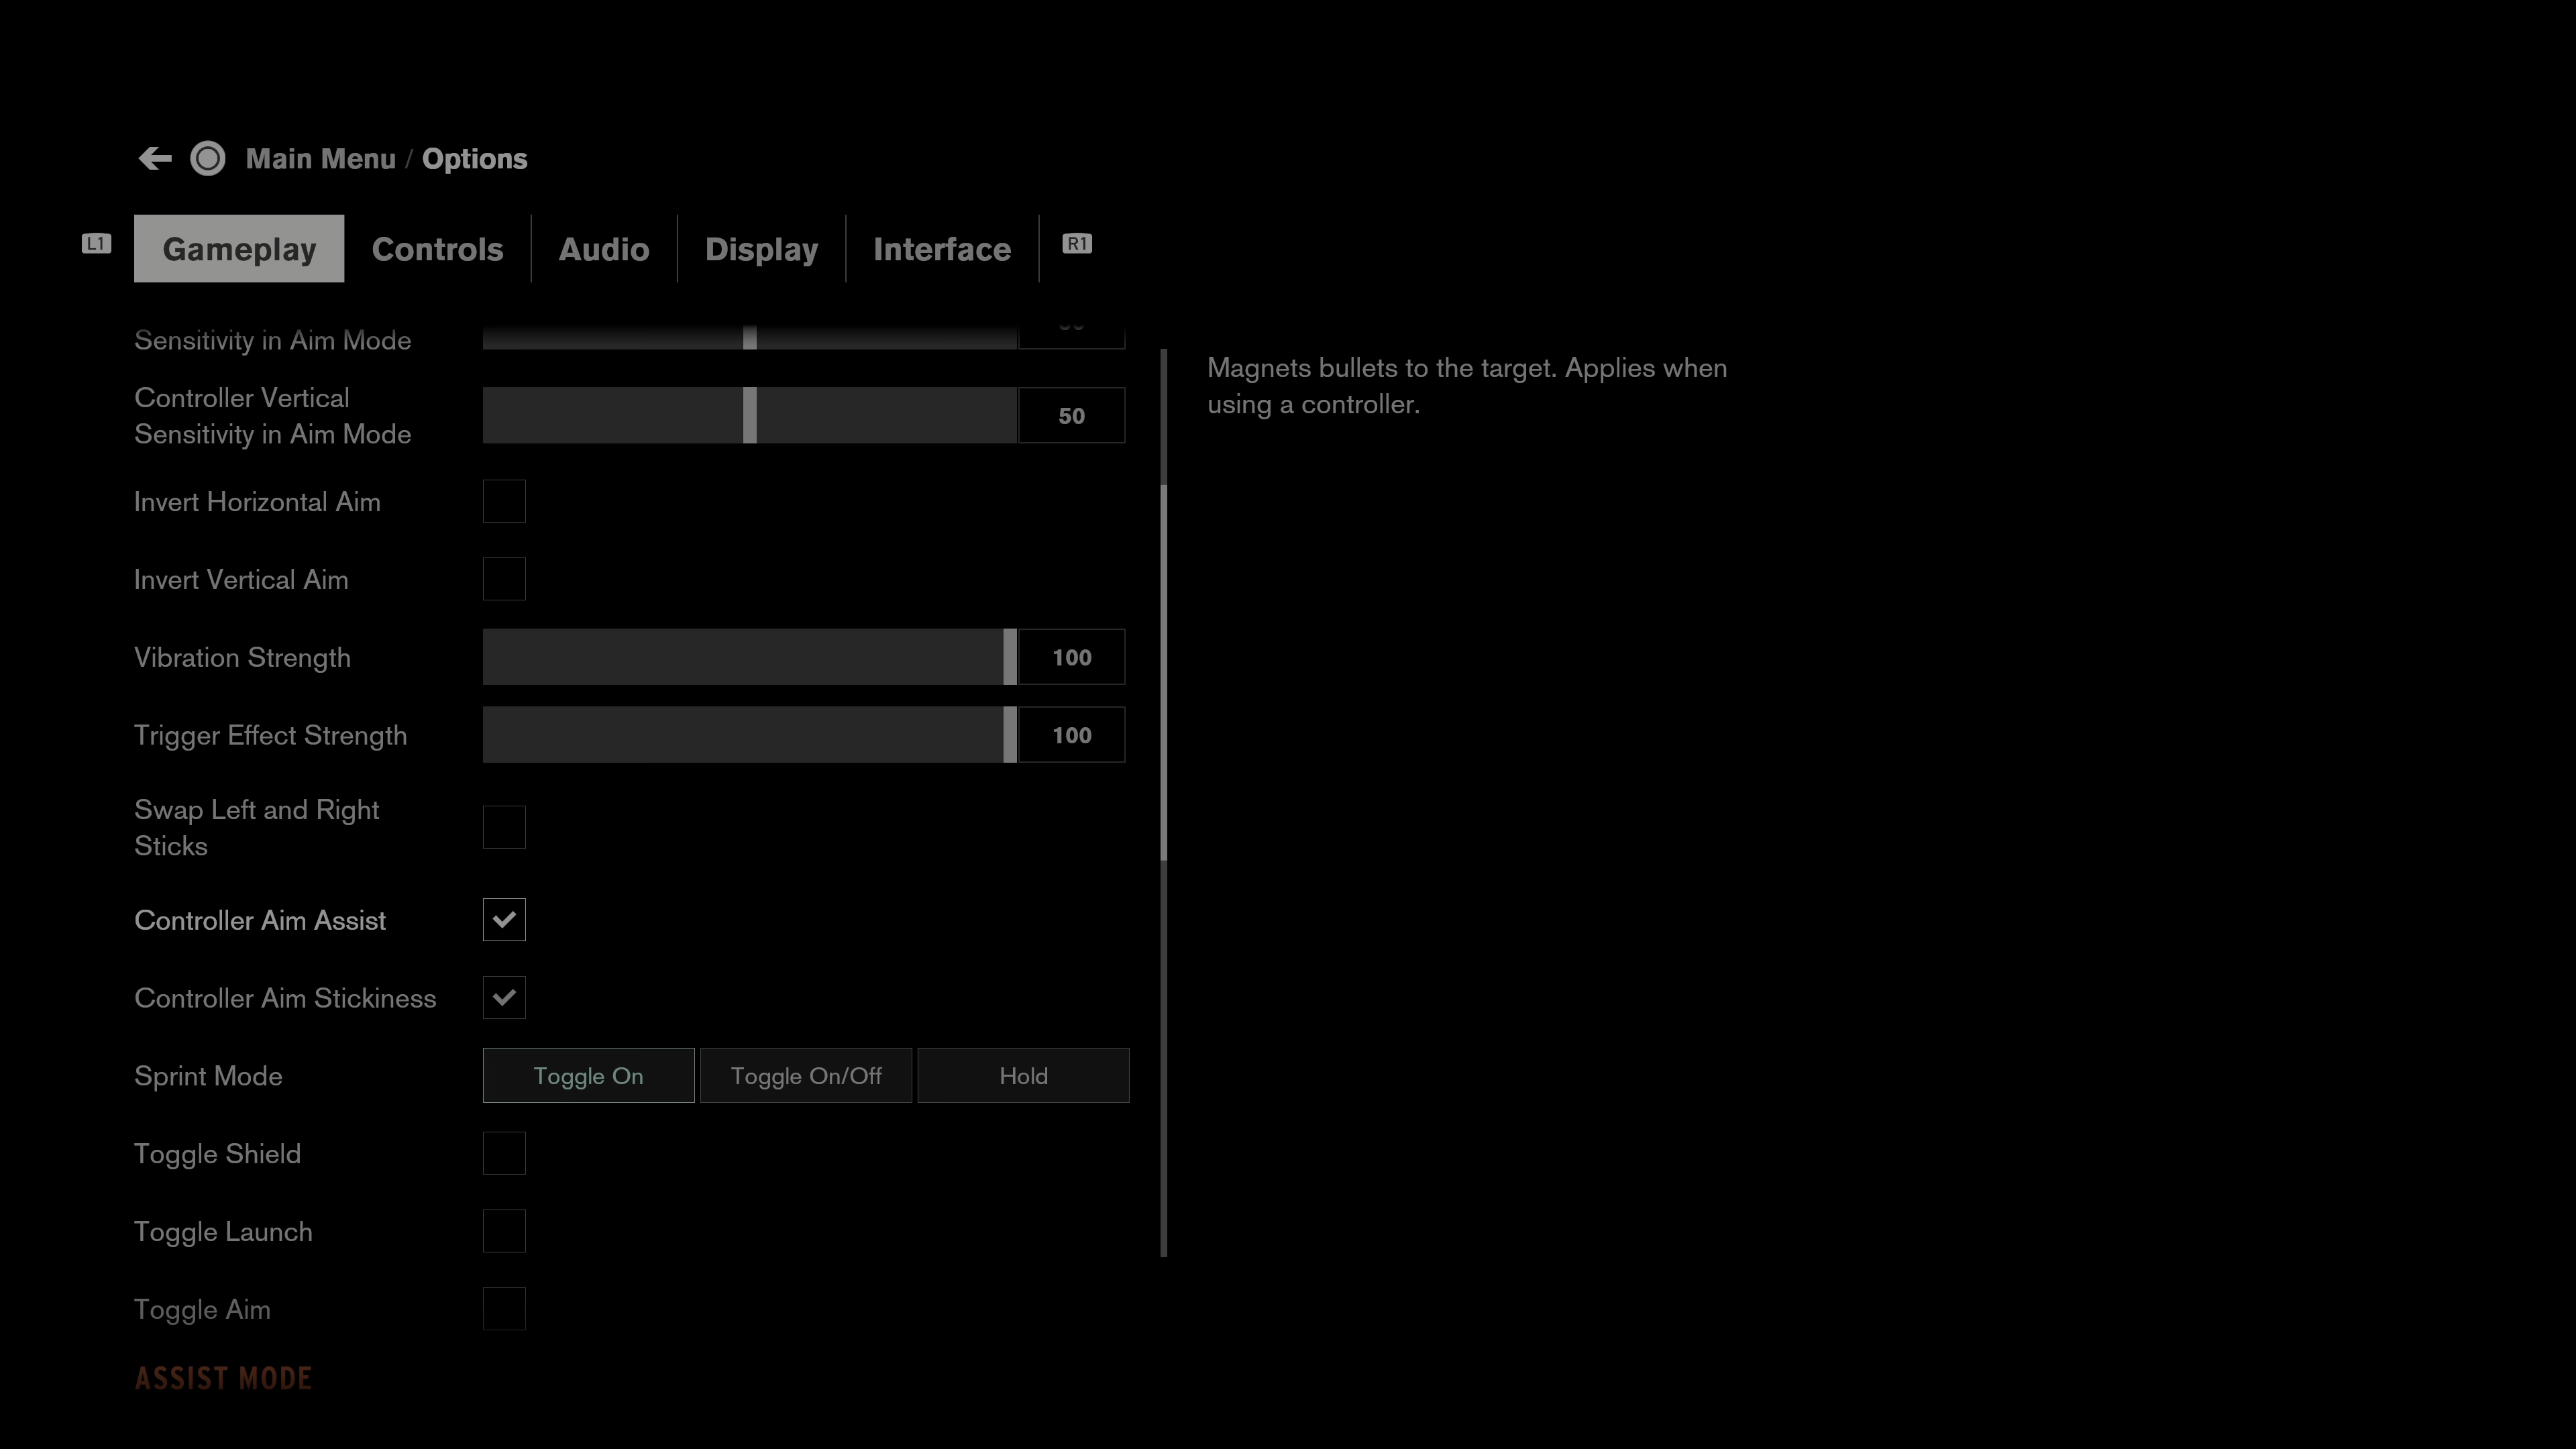 Main Menu / Options
L1
Gameplay
Controls
Audio
Display
Interface
R1
Sensitivity in Aim Mode
Controller Vertical
Sensitivity in Aim Mode
50
Invert Horizontal Aim
Invert Vertical Aim
Vibration Strength
100
Trigger Effect Strength
100
Swap Left and Right
Sticks
Controller Aim Assist
Controller Aim Stickiness
Sprint Mode
Toggle On
Toggle On/Off
Hold
Toggle Shield
Toggle Launch
Toggle Aim
ASSIST MODE
Magnets bullets to the target. Applies when
using a controller.